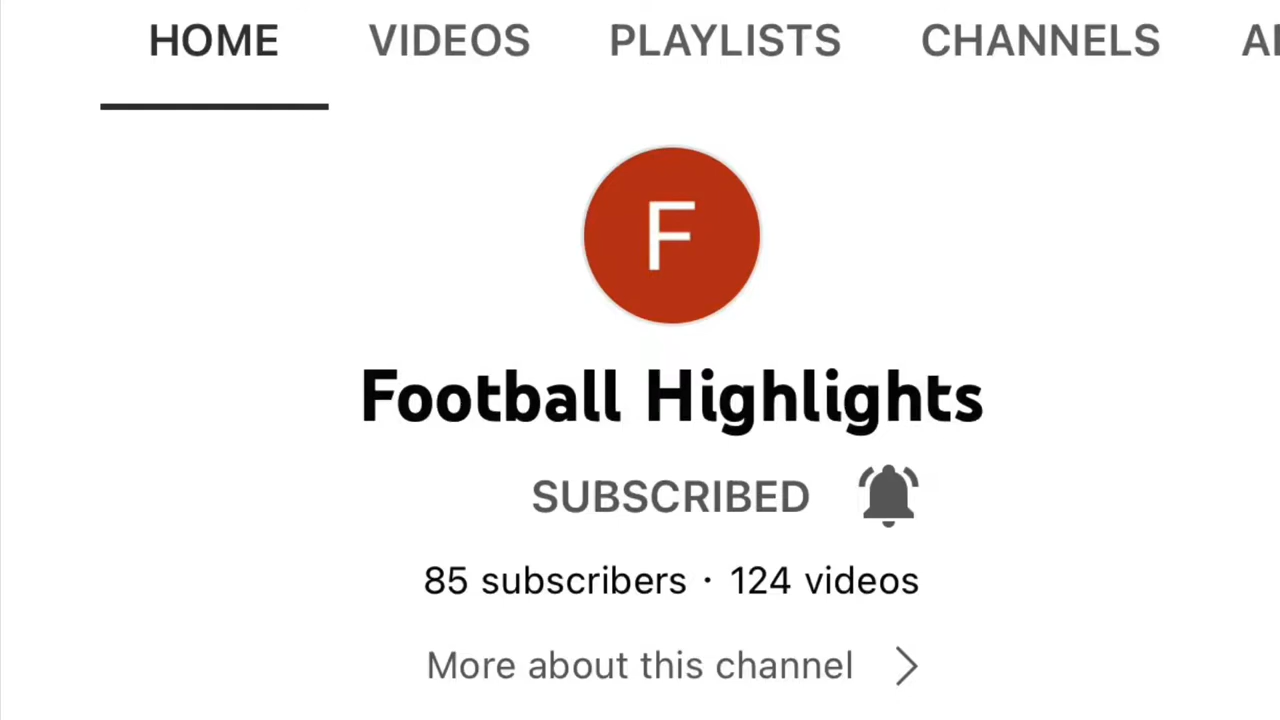 HOME VIDEOS PLAYLISTS CHANNELS
F
Football Highlights
SUBSCRIBED
85 subscribers · 124 videos
More about this channel